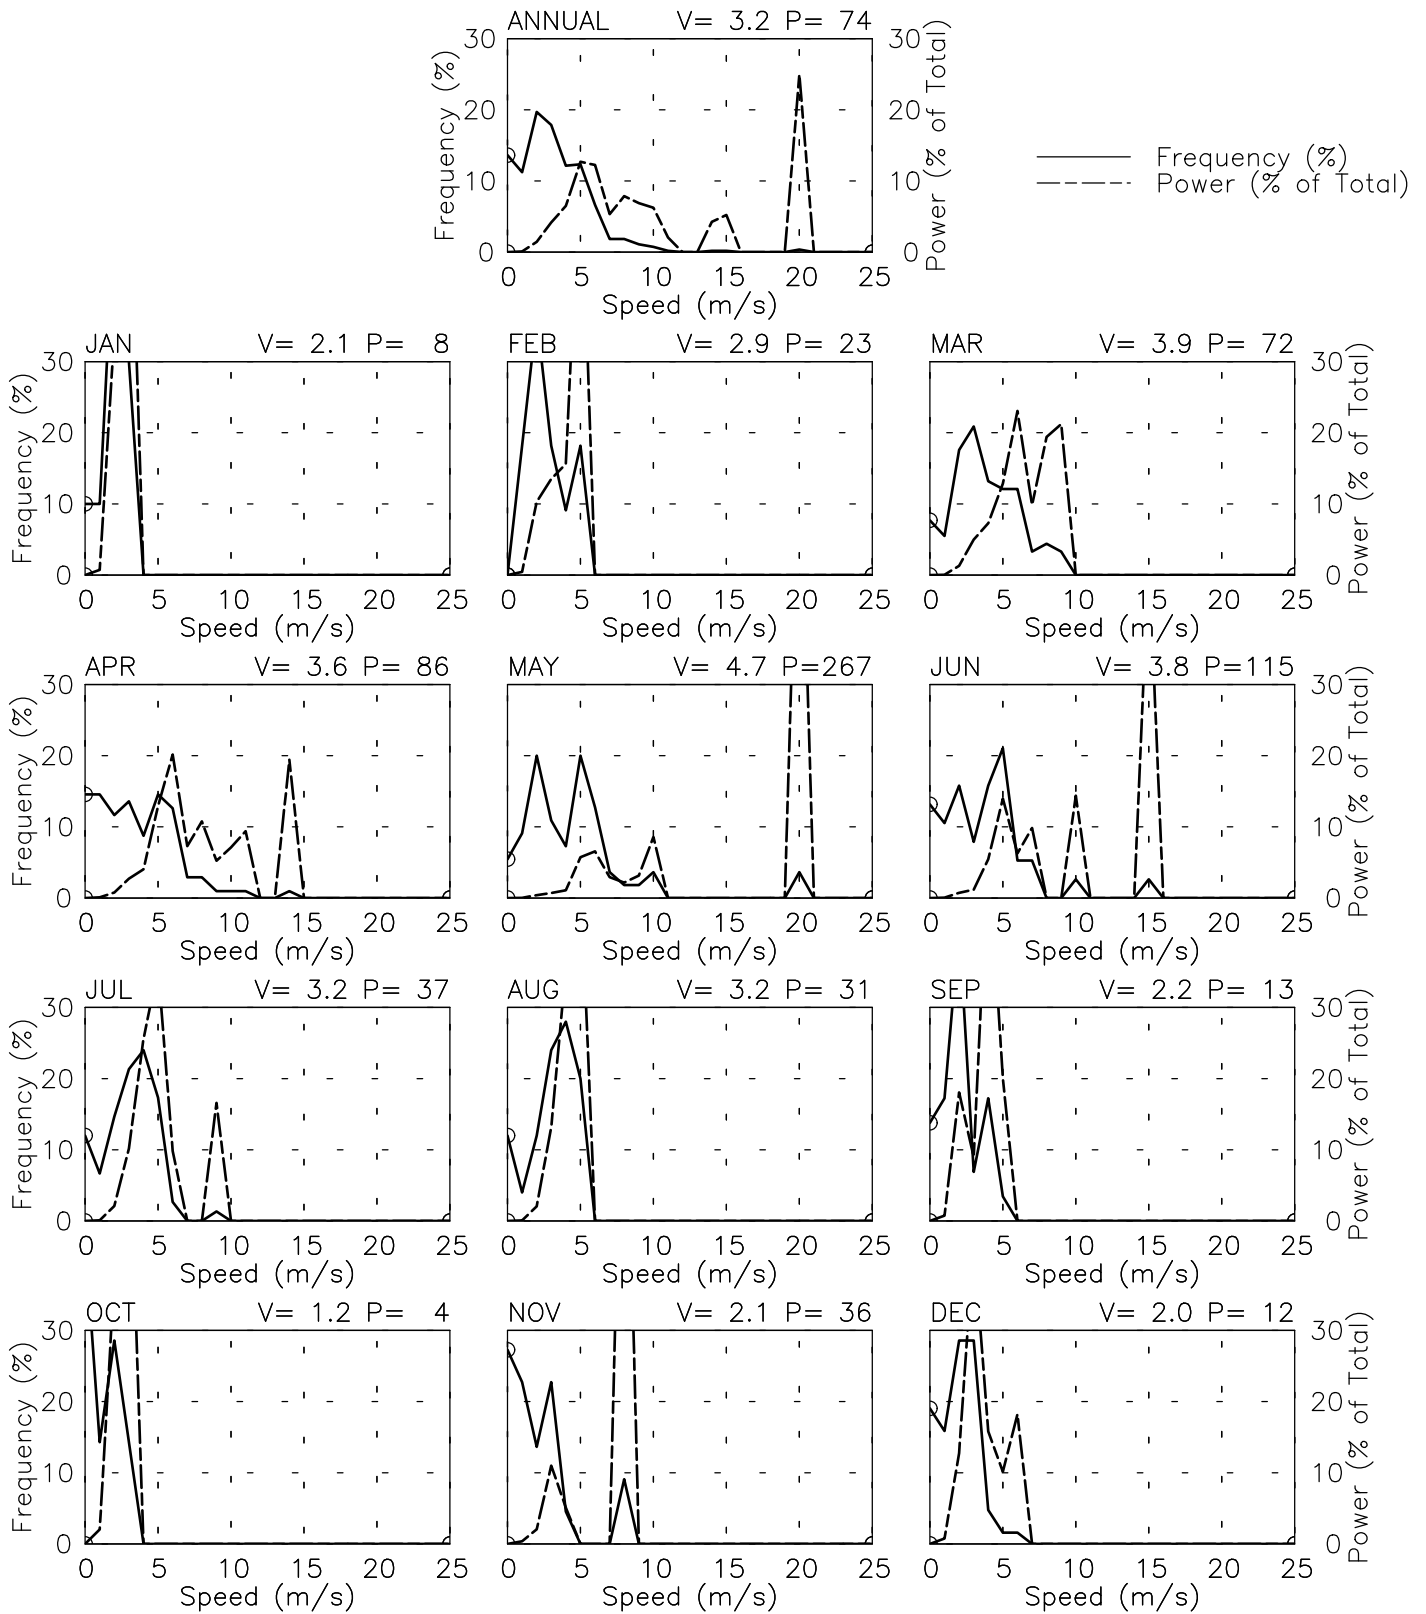 ANNUAL V= 3.2 P= 74
Frequency (%)
30
20
10
0
30
20
10
0
Power (% of Total)
0 5 10 15 20 25
Speed (m/s)
Frequency (%)
Power (% of Total)
JAN V= 2.1 P= 8
Frequency (%)
30
20
10
0
0 5 10 15 20 25
Speed (m/s)
FEB V= 2.9 P= 23
0 5 10 15 20 25
Speed (m/s)
MAR V= 3.9 P= 72
30
20
10
0
Power (% of Total)
0 5 10 15 20 25
Speed (m/s)
APR V= 3.6 P= 86
Frequency (%)
30
20
10
0
0 5 10 15 20 25
Speed (m/s)
MAY V= 4.7 P=267
0 5 10 15 20 25
Speed (m/s)
JUN V= 3.8 P=115
30
20
10
0
Power (% of Total)
0 5 10 15 20 25
Speed (m/s)
JUL V= 3.2 P= 37
Frequency (%)
30
20
10
0
0 5 10 15 20 25
Speed (m/s)
AUG V= 3.2 P= 31
0 5 10 15 20 25
Speed (m/s)
SEP V= 2.2 P= 13
30
20
10
0
Power (% of Total)
0 5 10 15 20 25
Speed (m/s)
OCT V= 1.2 P= 4
Frequency (%)
30
20
10
0
0 5 10 15 20 25
Speed (m/s)
NOV V= 2.1 P= 36
0 5 10 15 20 25
Speed (m/s)
DEC V= 2.0 P= 12
30
20
10
0
Power (% of Total)
0 5 10 15 20 25
Speed (m/s)